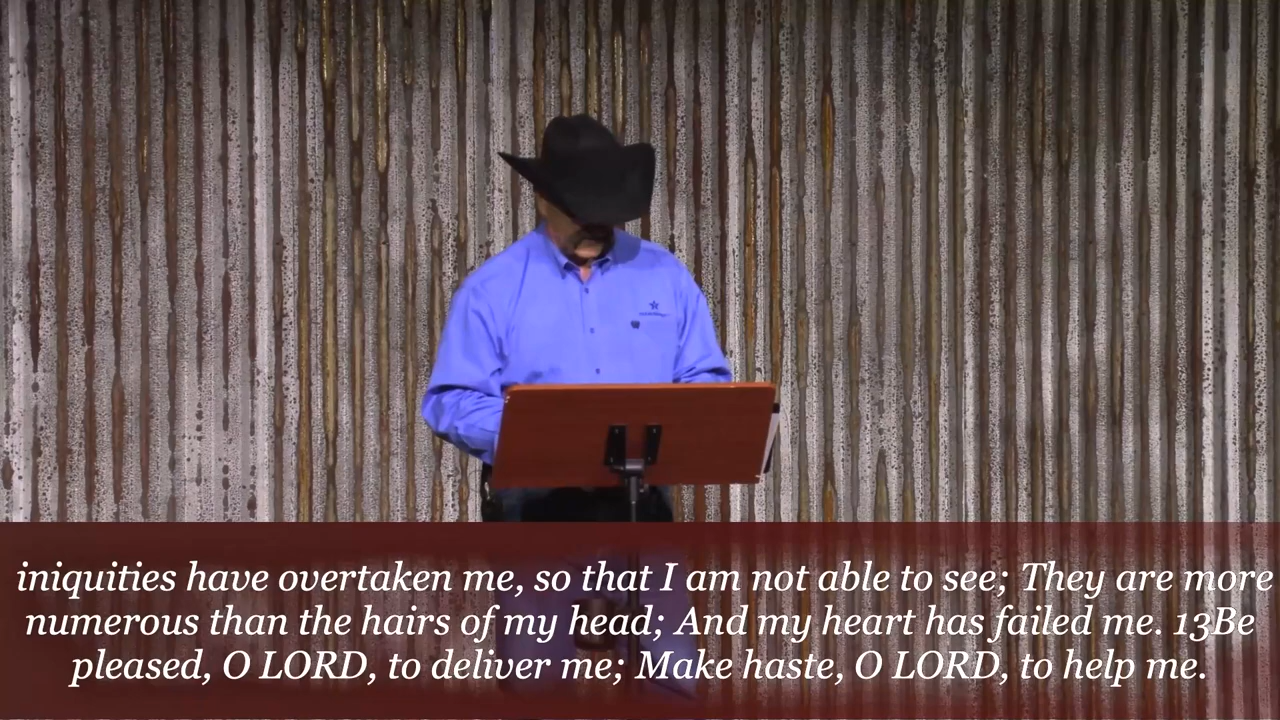 iniquities have overtaken me, so that I am not able to see; They are more
numerous than the hairs of my head; And my heart has failed me. 13Be
pleased, O LORD, to deliver me; Make haste, O LORD, to help me.